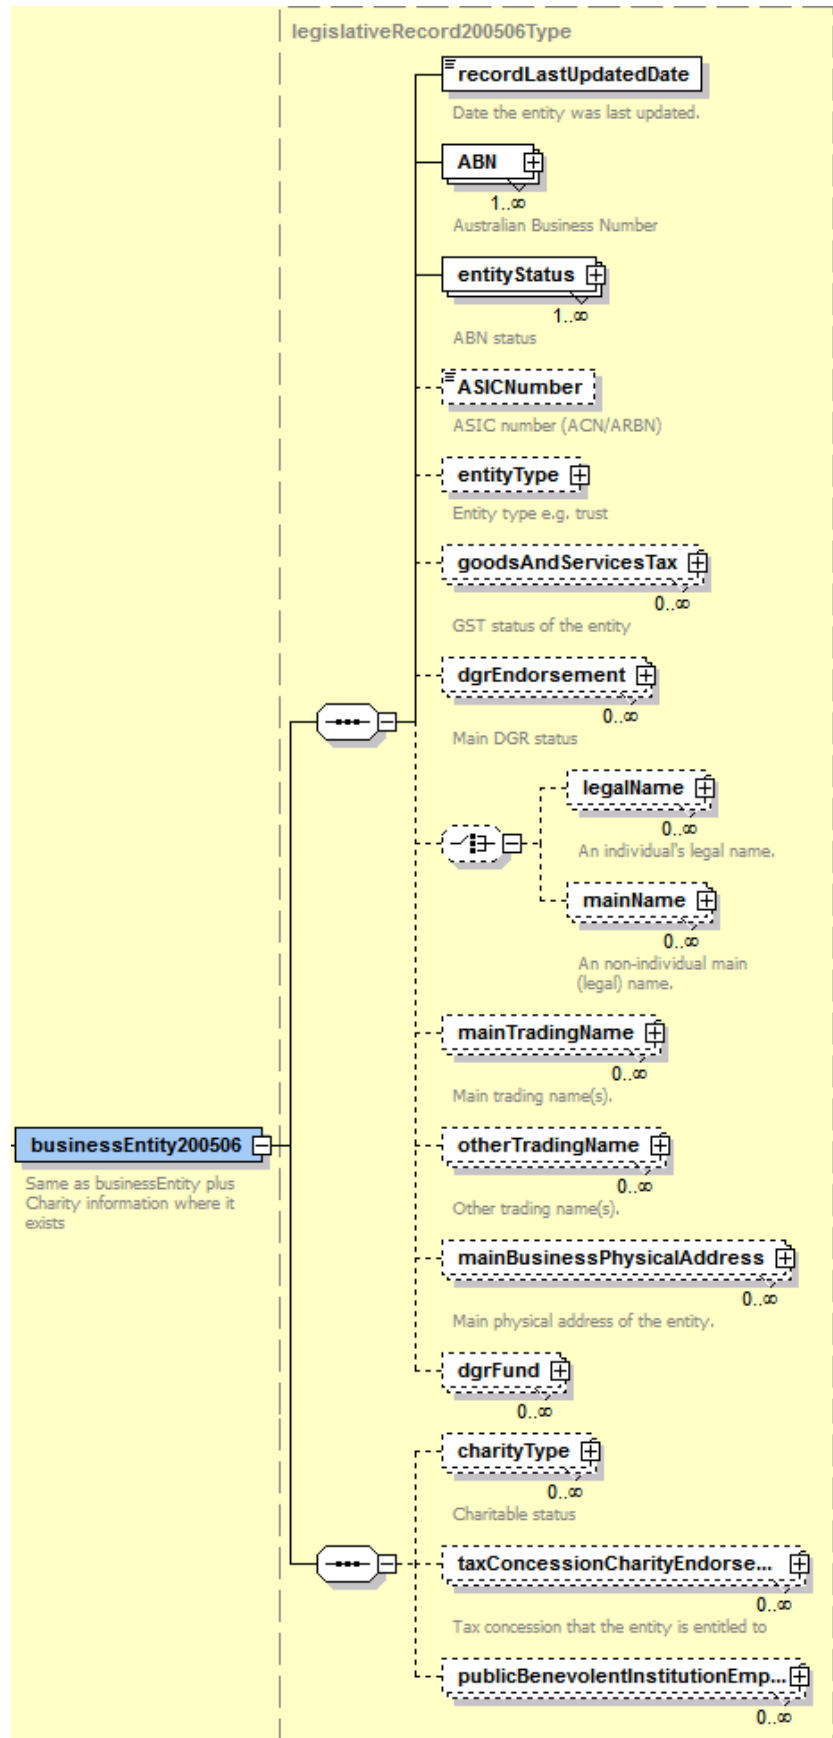 legislativeRecord200506Type
recordLastUpdatedDate
Date the entity was last updated.
ABN
1..∞
Australian Business Number
entityStatus
1..∞
ABN status
ASICNumber
ASIC number (ACN/ARBN)
entityType
Entity type e.g. trust
goodsAndServicesTax
0..∞
GST status of the entity
dgrEndorsement
0..∞
Main DGR status
legalName
0..∞
An individual's legal name.
mainName
0..∞
An non-individual main
(legal) name.
mainTradingName
0..∞
Main trading name(s).
businessEntity200506
Same as businessEntity plus
Charity information where it
exists
otherTradingName
0..∞
Other trading name(s).
mainBusinessPhysicalAddress
0..∞
Main physical address of the entity.
dgrFund
0..∞
charityType
0..∞
Charitable status
taxConcessionCharityEndorse...
0..∞
Tax concession that the entity is entitled to
publicBenevolentInstitutionEmp...
0..∞